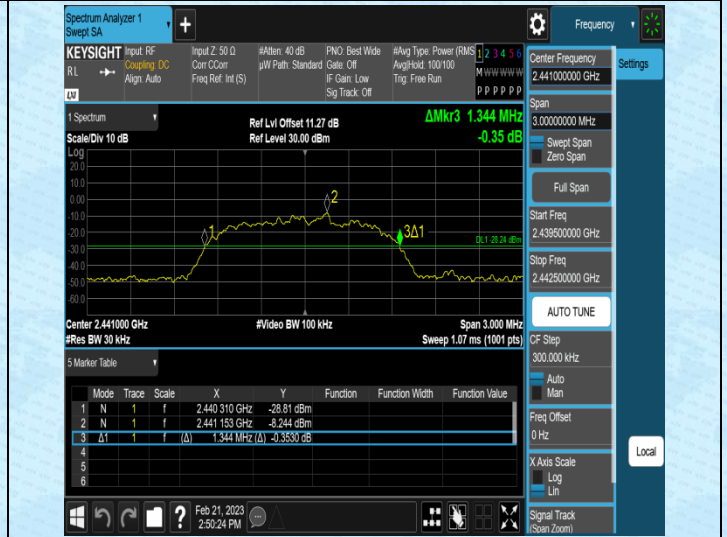 Spectrum Analyzer 1
Swept SA
+
Frequency
KEYSIGHT
RL
LXI
Input: RF
Coupling: DC
Align: Auto
Input Z: 50 Ω
Corr CCorr
Freq Ref: Int (S)
#Atten: 40 dB
µW Path: Standard
PNO: Best Wide
Gate: Off
IF Gain: Low
Sig Track: Off
#Avg Type: Power (RMS
Avg|Hold: 100/100
Trig: Free Run
1 2 3 4 5 6
M W W W W W
P P P P P P
1 Spectrum
Scale/Div 10 dB
Log
Ref Lvl Offset 11.27 dB
Ref Level 30.00 dBm
ΔMkr3 1.344 MHz
-0.35 dB
20.0
10.0
0.00
-10.0
-20.0
-30.0
-40.0
-50.0
-60.0
1
2
3Δ1
DL1 -28.24 dBm
Center 2.441000 GHz
#Video BW 100 kHz
Span 3.000 MHz
#Res BW 30 kHz
Sweep 1.07 ms (1001 pts)
5 Marker Table
Mode Trace Scale X Y Function Function Width Function Value
1 N 1 f 2.440 310 GHz -28.81 dBm
2 N 1 f 2.441 153 GHz -8.244 dBm
3 Δ1 1 f (Δ) 1.344 MHz (Δ) -0.3530 dB
4
5
6
Feb 21, 2023
2:50:24 PM
?
Center Frequency
2.441000000 GHz
Span
3.00000000 MHz
Swept Span
Zero Span
Full Span
Start Freq
2.439500000 GHz
Stop Freq
2.442500000 GHz
AUTO TUNE
CF Step
300.000 kHz
Auto
Man
Freq Offset
0 Hz
X Axis Scale
Log
Lin
Signal Track
(Span Zoom)
Settings
Local